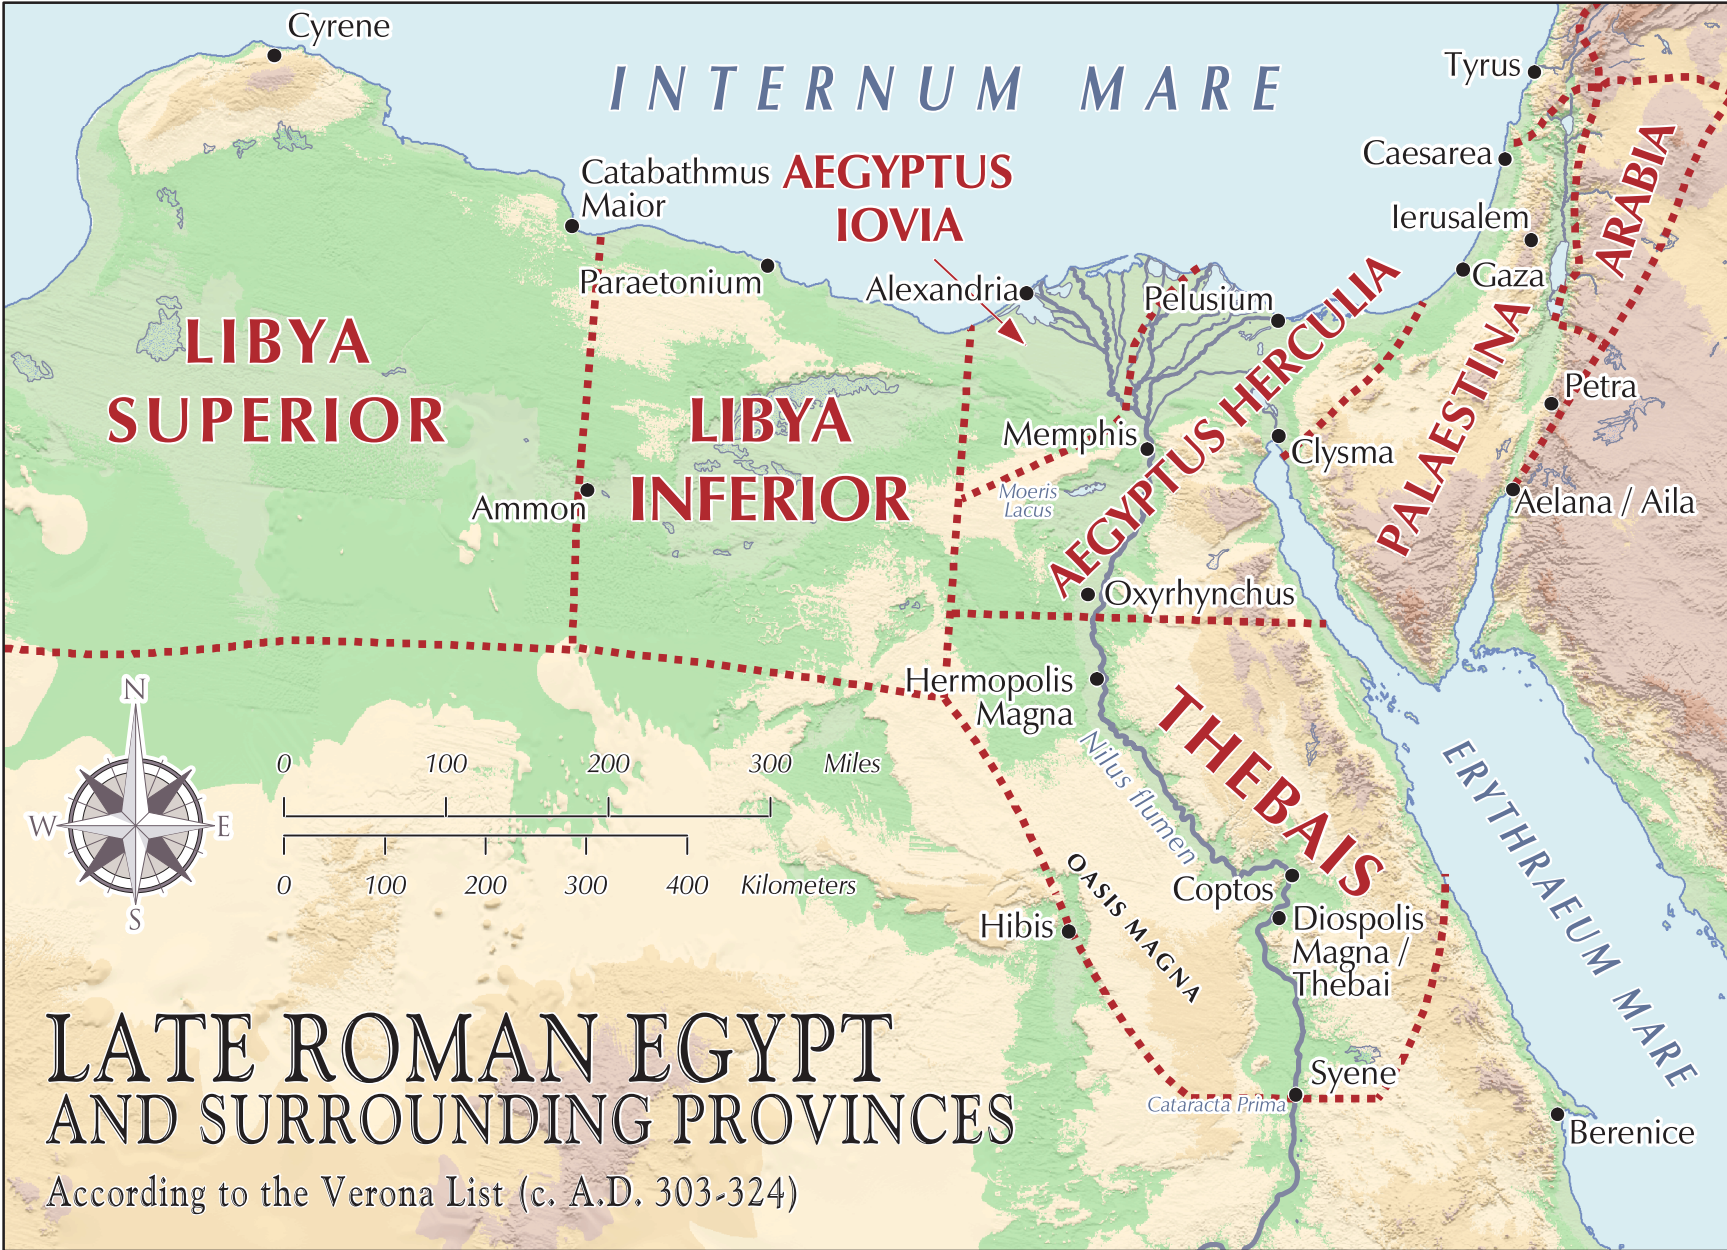 Cyrene
INTERNUM MARE
Tyrus
Caesarea
ARABIA
Catabathmus
Maior
AEGYPTUS
IOVIA
Ierusalem
Paraetonium
Alexandria
Pelusium
Gaza
LIBYA
SUPERIOR
LIBYA
INFERIOR
Memphis
AEGYPTUS HERCULIA
Clysma
PALAESTINA
Petra
Ammon
Moeris
Lacus
Aelana / Aila
Oxyrhynchus
Hermopolis
Magna
THEBAIS
Nilus flumen
ERYTHRAEUM MARE
N
W
E
S
0 100 200 300 Miles
0 100 200 300 400 Kilometers
OASIS MAGNA
Coptos
Hibis
Diospolis
Magna /
Thebai
Syene
Cataracta Prima
Berenice
LATE ROMAN EGYPT
AND SURROUNDING PROVINCES
According to the Verona List (c. A.D. 303-324)